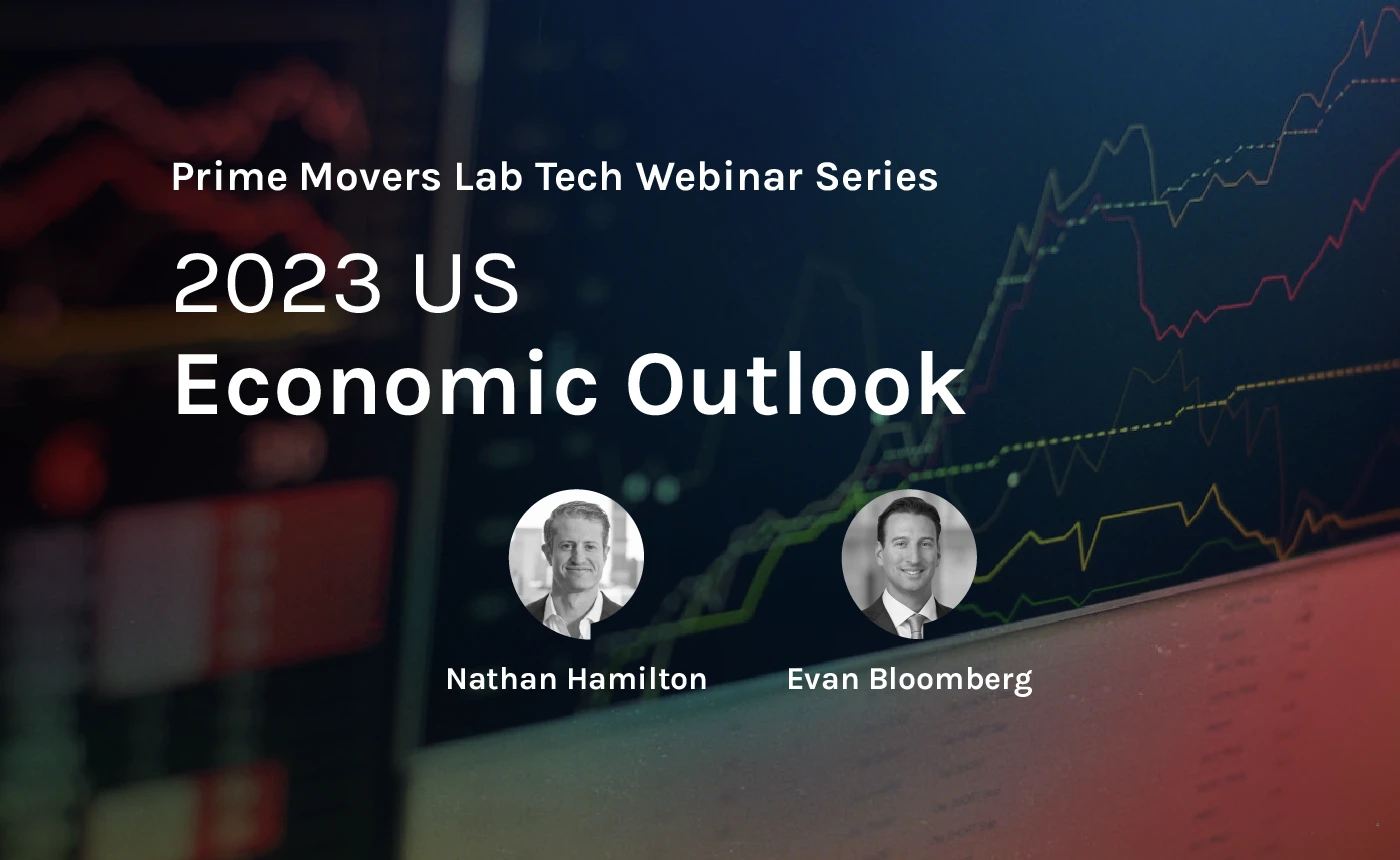 Prime Movers Lab Tech Webinar Series
2023 US
Economic Outlook
Nathan Hamilton
Evan Bloomberg